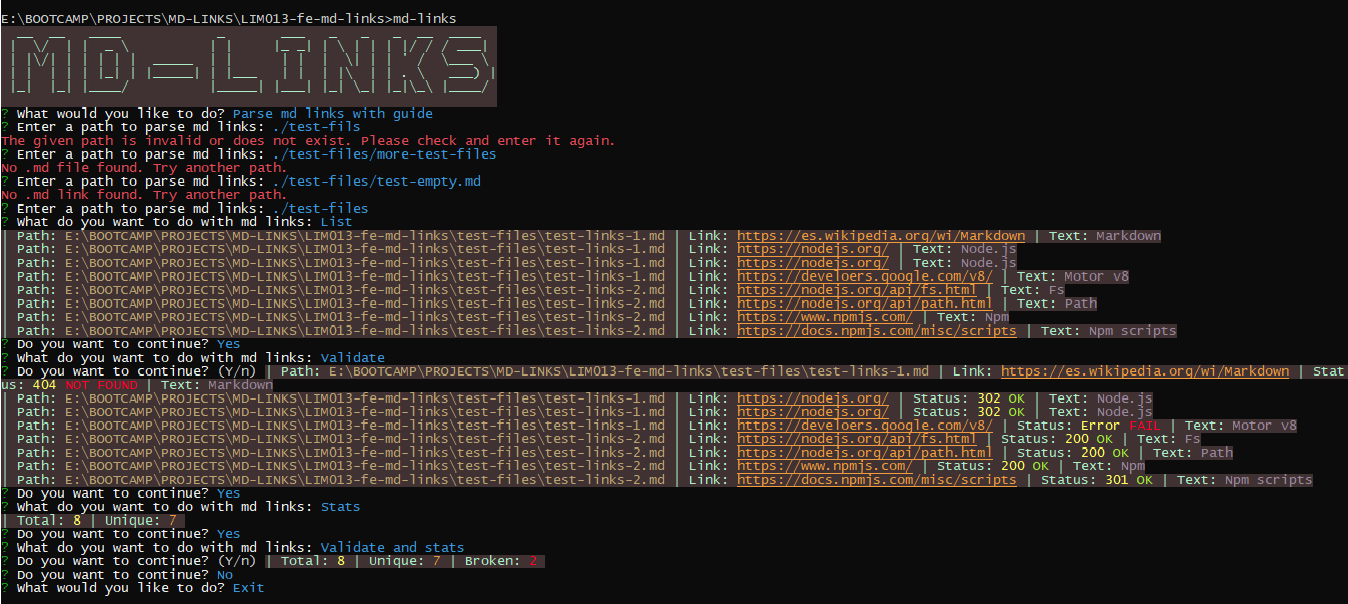 E:\BOOTCAMP\PROJECTS\MD-LINKS\LIM013-fe-md-links>md-links
MD-LINKS
? What would you like to do? Parse md links with guide
? Enter a path to parse md links: ./test-fils
The given path is invalid or does not exist. Please check and enter it again.
? Enter a path to parse md links: ./test-files/more-test-files
No .md file found. Try another path.
? Enter a path to parse md links: ./test-files/test-empty.md
No .md link found. Try another path.
? Enter a path to parse md links: ./test-files
? What do you want to do with md links: List
| Path: E:\BOOTCAMP\PROJECTS\MD-LINKS\LIM013-fe-md-links\test-files\test-links-1.md | Link: https://es.wikipedia.org/wi/Markdown | Text: Markdown
| Path: E:\BOOTCAMP\PROJECTS\MD-LINKS\LIM013-fe-md-links\test-files\test-links-1.md | Link: https://nodejs.org/ | Text: Node.js
| Path: E:\BOOTCAMP\PROJECTS\MD-LINKS\LIM013-fe-md-links\test-files\test-links-1.md | Link: https://nodejs.org/ | Text: Node.js
| Path: E:\BOOTCAMP\PROJECTS\MD-LINKS\LIM013-fe-md-links\test-files\test-links-1.md | Link: https://develoers.google.com/v8/ | Text: Motor v8
| Path: E:\BOOTCAMP\PROJECTS\MD-LINKS\LIM013-fe-md-links\test-files\test-links-2.md | Link: https://nodejs.org/api/fs.html | Text: Fs
| Path: E:\BOOTCAMP\PROJECTS\MD-LINKS\LIM013-fe-md-links\test-files\test-links-2.md | Link: https://nodejs.org/api/path.html | Text: Path
| Path: E:\BOOTCAMP\PROJECTS\MD-LINKS\LIM013-fe-md-links\test-files\test-links-2.md | Link: https://www.npmjs.com/ | Text: Npm
| Path: E:\BOOTCAMP\PROJECTS\MD-LINKS\LIM013-fe-md-links\test-files\test-links-2.md | Link: https://docs.npmjs.com/misc/scripts | Text: Npm scripts
? Do you want to continue? Yes
? What do you want to do with md links: Validate
? Do you want to continue? (Y/n) | Path: E:\BOOTCAMP\PROJECTS\MD-LINKS\LIM013-fe-md-links\test-files\test-links-1.md | Link: https://es.wikipedia.org/wi/Markdown | Stat
us: 404 NOT FOUND | Text: Markdown
| Path: E:\BOOTCAMP\PROJECTS\MD-LINKS\LIM013-fe-md-links\test-files\test-links-1.md | Link: https://nodejs.org/ | Status: 302 OK | Text: Node.js
| Path: E:\BOOTCAMP\PROJECTS\MD-LINKS\LIM013-fe-md-links\test-files\test-links-1.md | Link: https://nodejs.org/ | Status: 302 OK | Text: Node.js
| Path: E:\BOOTCAMP\PROJECTS\MD-LINKS\LIM013-fe-md-links\test-files\test-links-1.md | Link: https://develoers.google.com/v8/ | Status: Error FAIL | Text: Motor v8
| Path: E:\BOOTCAMP\PROJECTS\MD-LINKS\LIM013-fe-md-links\test-files\test-links-2.md | Link: https://nodejs.org/api/fs.html | Status: 200 OK | Text: Fs
| Path: E:\BOOTCAMP\PROJECTS\MD-LINKS\LIM013-fe-md-links\test-files\test-links-2.md | Link: https://nodejs.org/api/path.html | Status: 200 OK | Text: Path
| Path: E:\BOOTCAMP\PROJECTS\MD-LINKS\LIM013-fe-md-links\test-files\test-links-2.md | Link: https://www.npmjs.com/ | Status: 200 OK | Text: Npm
| Path: E:\BOOTCAMP\PROJECTS\MD-LINKS\LIM013-fe-md-links\test-files\test-links-2.md | Link: https://docs.npmjs.com/misc/scripts | Status: 301 OK | Text: Npm scripts
? Do you want to continue? Yes
? What do you want to do with md links: Stats
| Total: 8 | Unique: 7
? Do you want to continue? Yes
? What do you want to do with md links: Validate and stats
? Do you want to continue? (Y/n) | Total: 8 | Unique: 7 | Broken: 2
? Do you want to continue? No
? What would you like to do? Exit